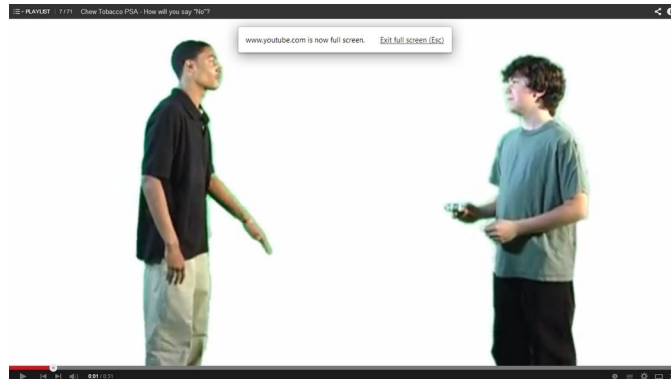 PLAYLIST 7 / 71 Chew Tobacco PSA - How will you say "No"?
www.youtube.com is now full screen. Exit full screen (Esc)
0:01 / 0:31